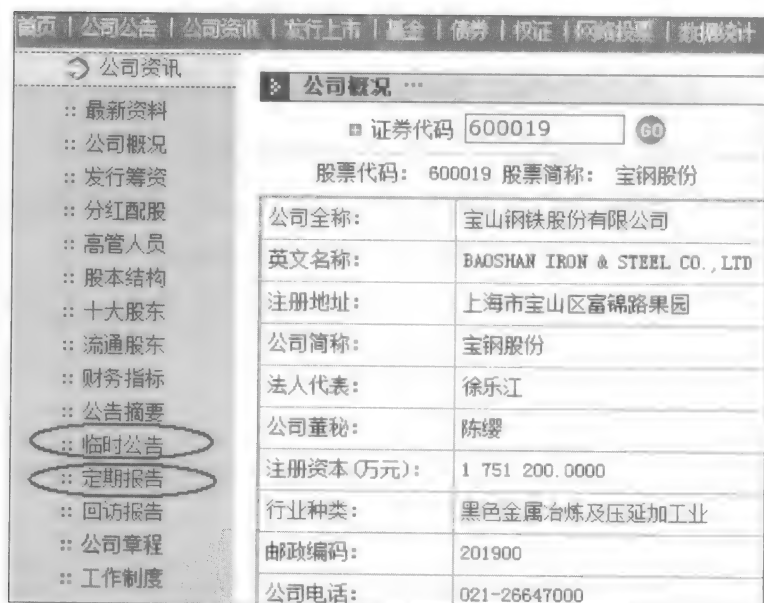 首页 | 公司公告 | 公司资讯 | 发行上市 | 基金 | 债券 | 权证 | 网络投票 | 数据统计
公司资讯
:: 最新资料
:: 公司概况
:: 发行筹资
:: 分红配股
:: 高管人员
:: 股本结构
:: 十大股东
:: 流通股东
:: 财务指标
:: 公告摘要
:: 临时公告
:: 定期报告
:: 回访报告
:: 公司章程
:: 工作制度
公司概况 …
证券代码 600019 GO
股票代码： 600019 股票简称： 宝钢股份
公司全称： 宝山钢铁股份有限公司
英文名称： BAOSHAN IRON & STEEL CO.,LTD
注册地址： 上海市宝山区富锦路果园
公司简称： 宝钢股份
法人代表： 徐乐江
公司董秘： 陈缨
注册资本(万元)： 1 751 200.0000
行业种类： 黑色金属冶炼及压延加工业
邮政编码： 201900
公司电话： 021-26647000